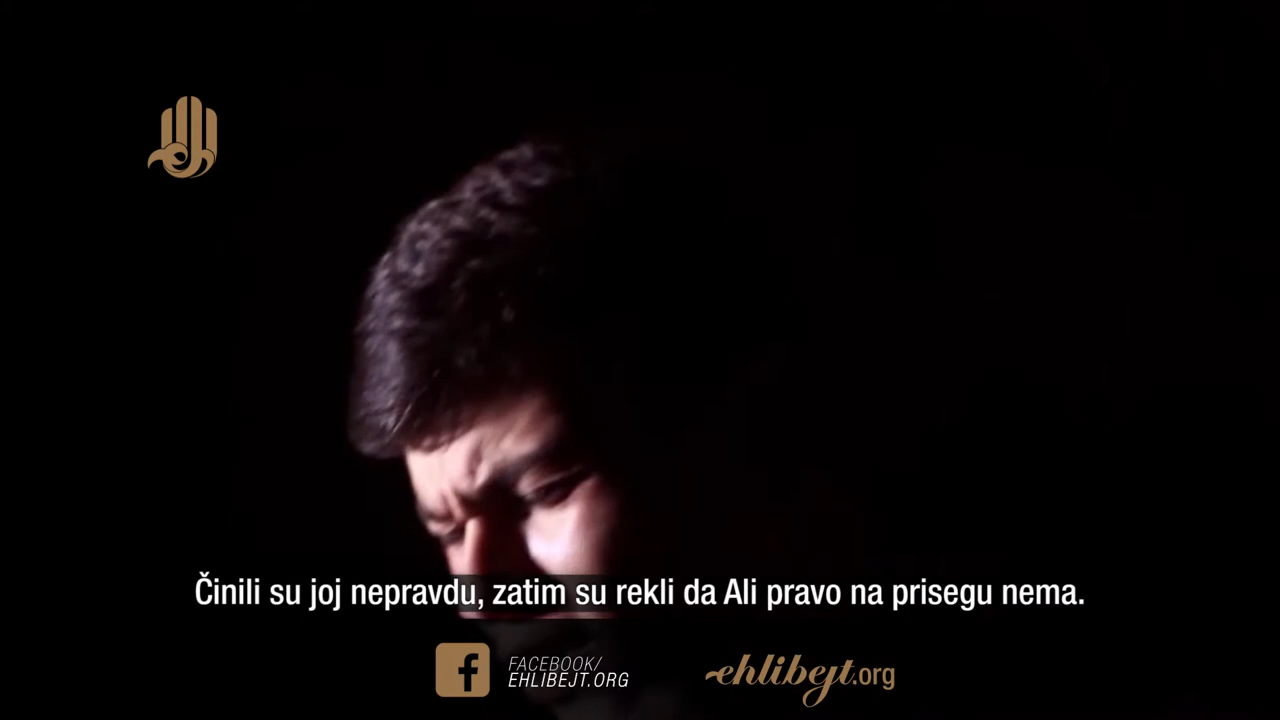 Činili su joj nepravdu, zatim su rekli da Ali pravo na prisegu nema.
FACEBOOK/
EHLIBEJT.ORG
ehlibejt.org